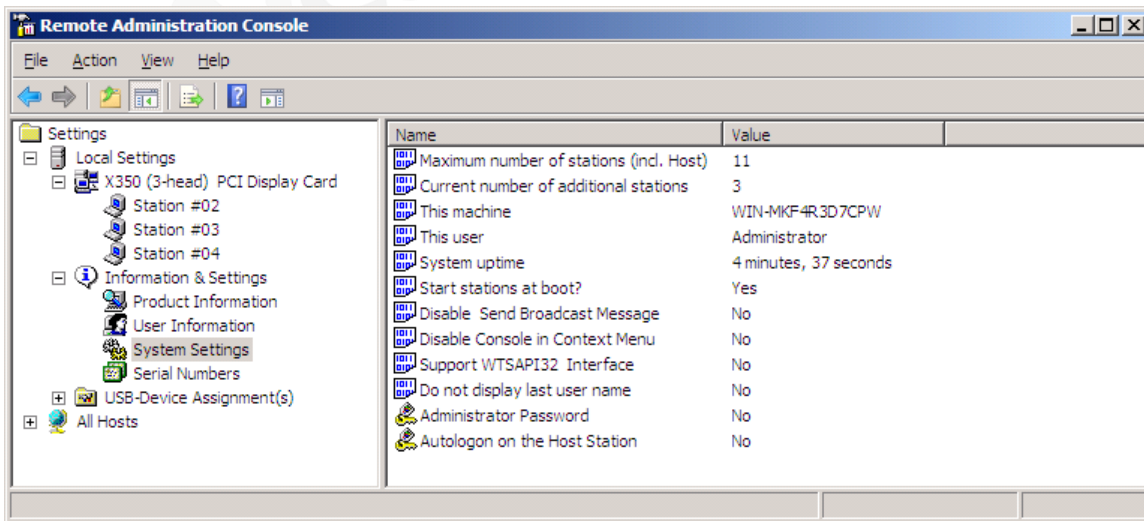 Remote Administration Console
File Action View Help
Settings
Local Settings
X350 (3-head) PCI Display Card
Station #02
Station #03
Station #04
Information & Settings
Product Information
User Information
System Settings
Serial Numbers
USB-Device Assignment(s)
All Hosts
Name Value
Maximum number of stations (incl. Host) 11
Current number of additional stations 3
This machine WIN-MKF4R3D7CPW
This user Administrator
System uptime 4 minutes, 37 seconds
Start stations at boot? Yes
Disable Send Broadcast Message No
Disable Console in Context Menu No
Support WTSAPI32 Interface No
Do not display last user name No
Administrator Password No
Autologon on the Host Station No